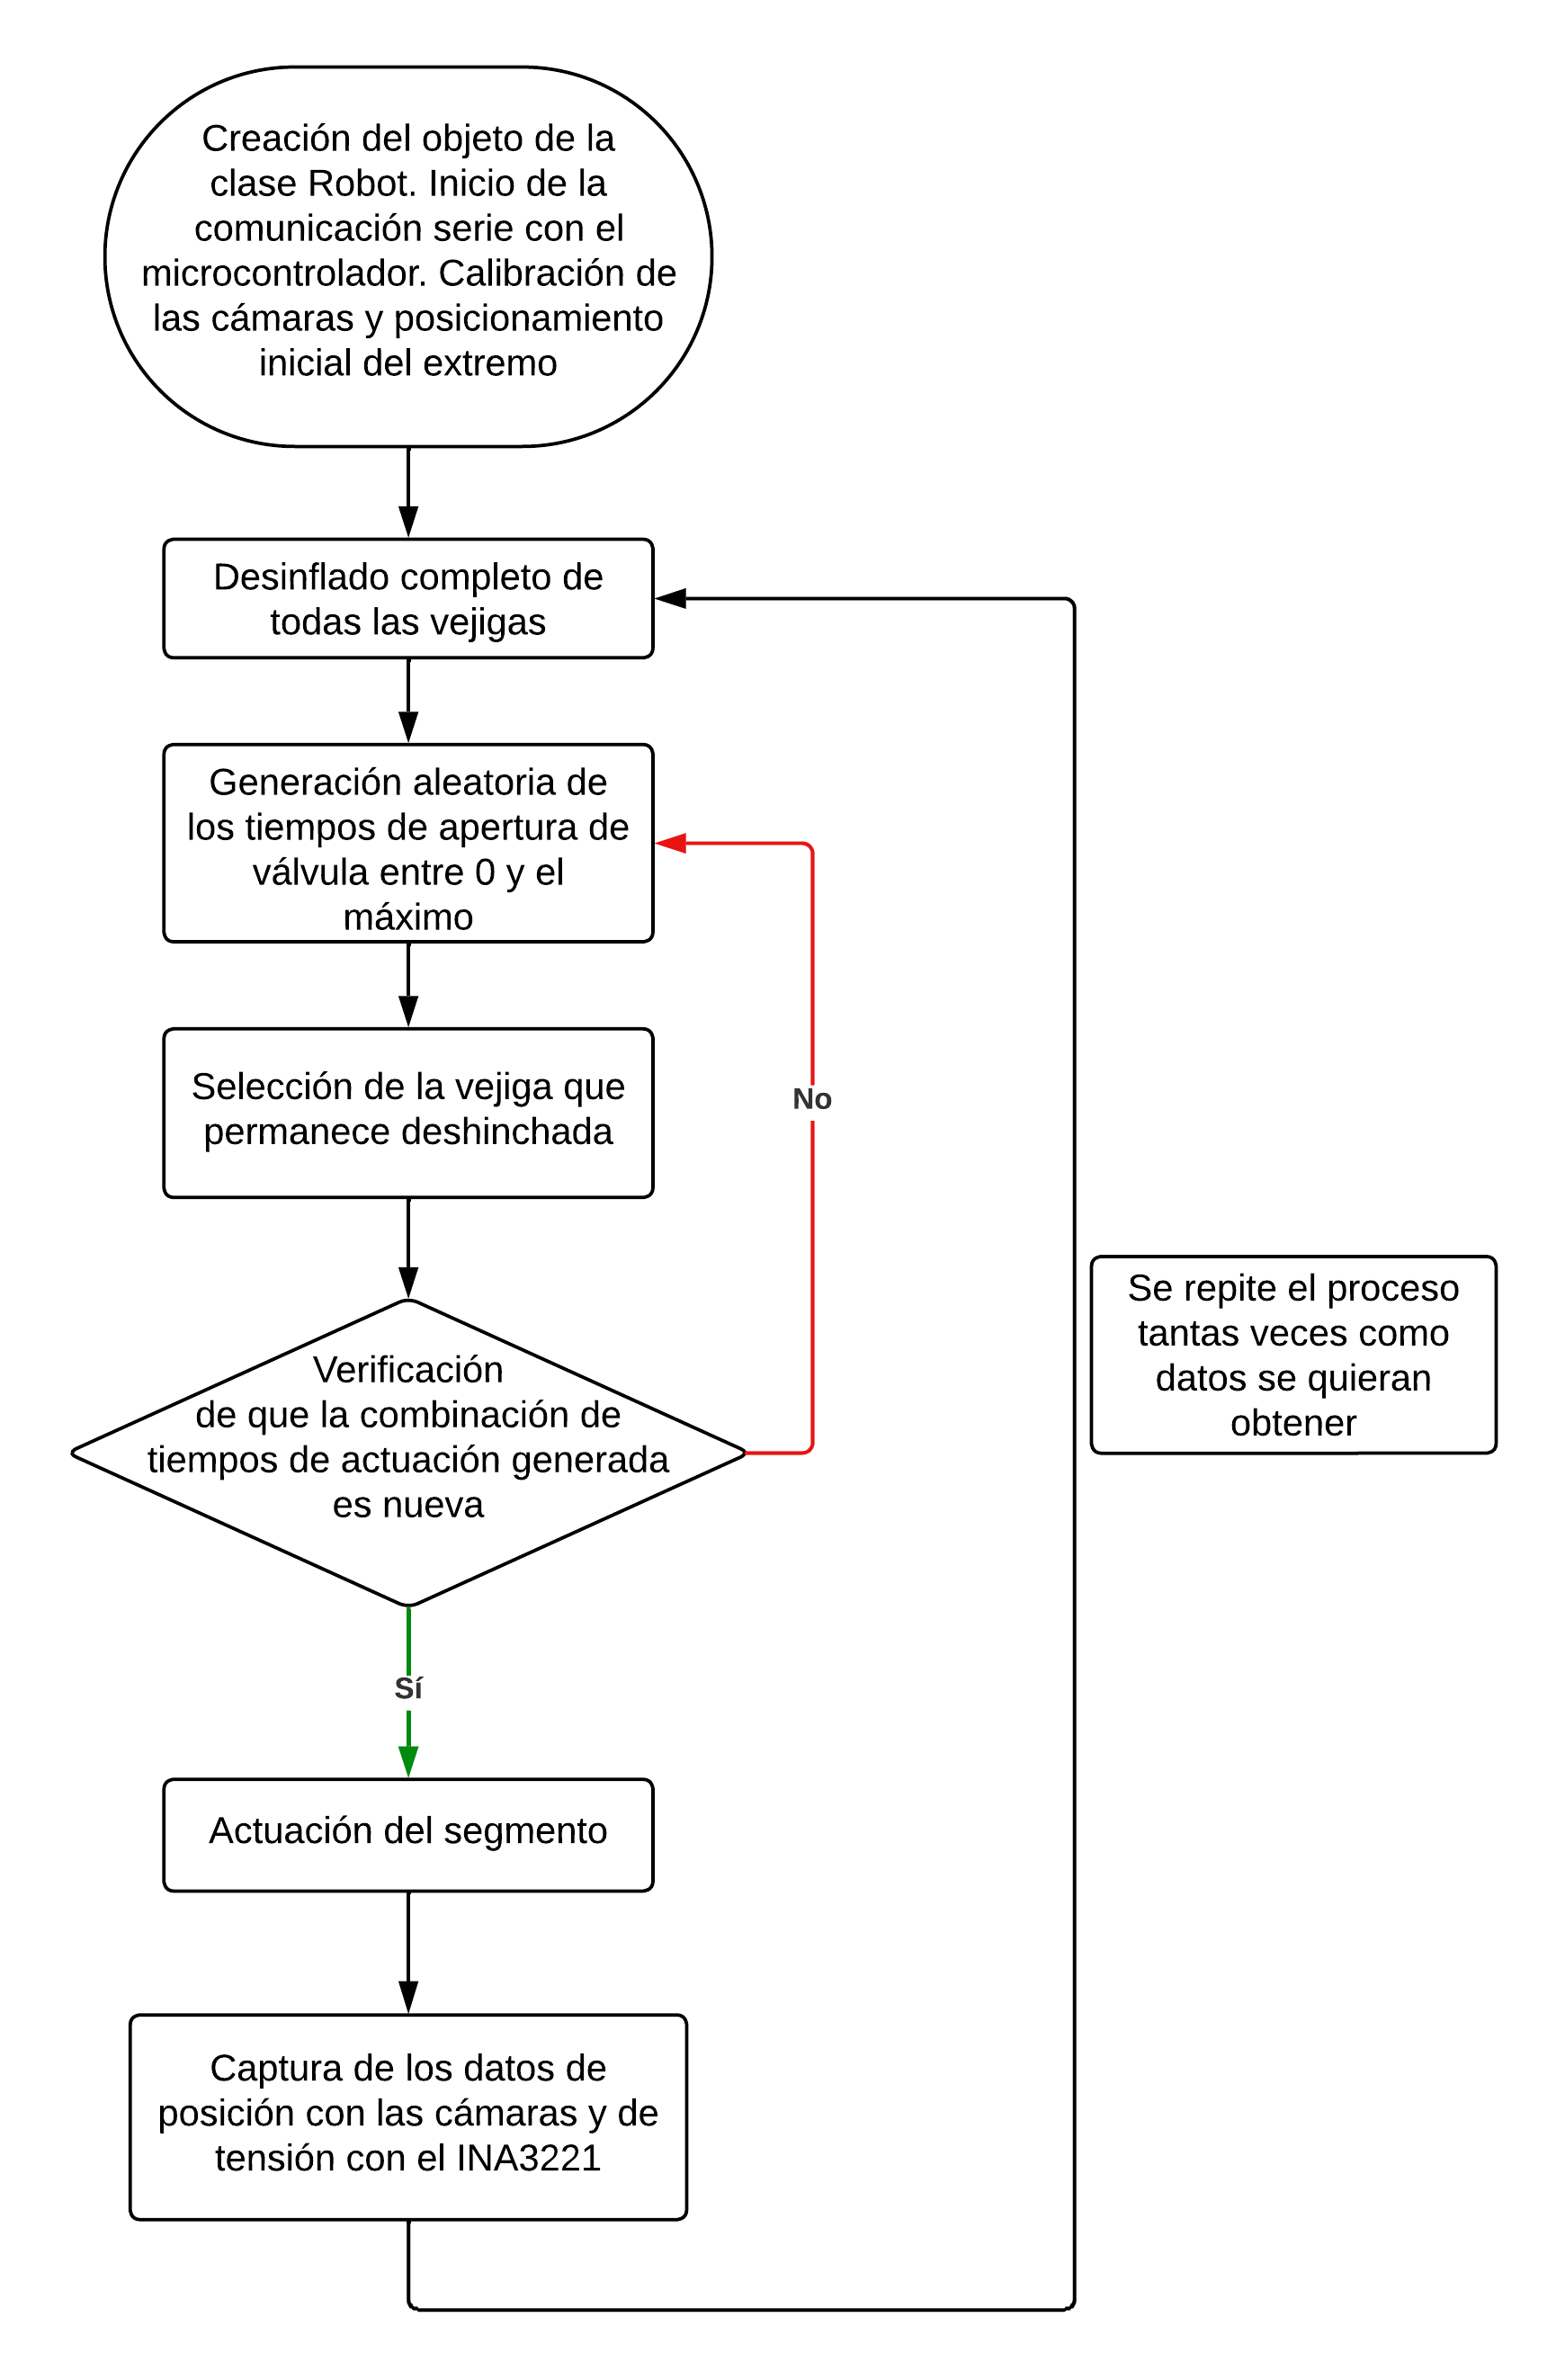 Creación del objeto de la
clase Robot. Inicio de la
comunicación serie con el
microcontrolador. Calibración de
las cámaras y posicionamiento
inicial del extremo
Desinflado completo de
todas las vejigas
Generación aleatoria de
los tiempos de apertura de
válvula entre 0 y el
máximo
Selección de la vejiga que
permanece deshinchada
No
Verificación
de que la combinación de
tiempos de actuación generada
es nueva
Se repite el proceso
tantas veces como
datos se quieran
obtener
Sí
Actuación del segmento
Captura de los datos de
posición con las cámaras y de
tensión con el INA3221